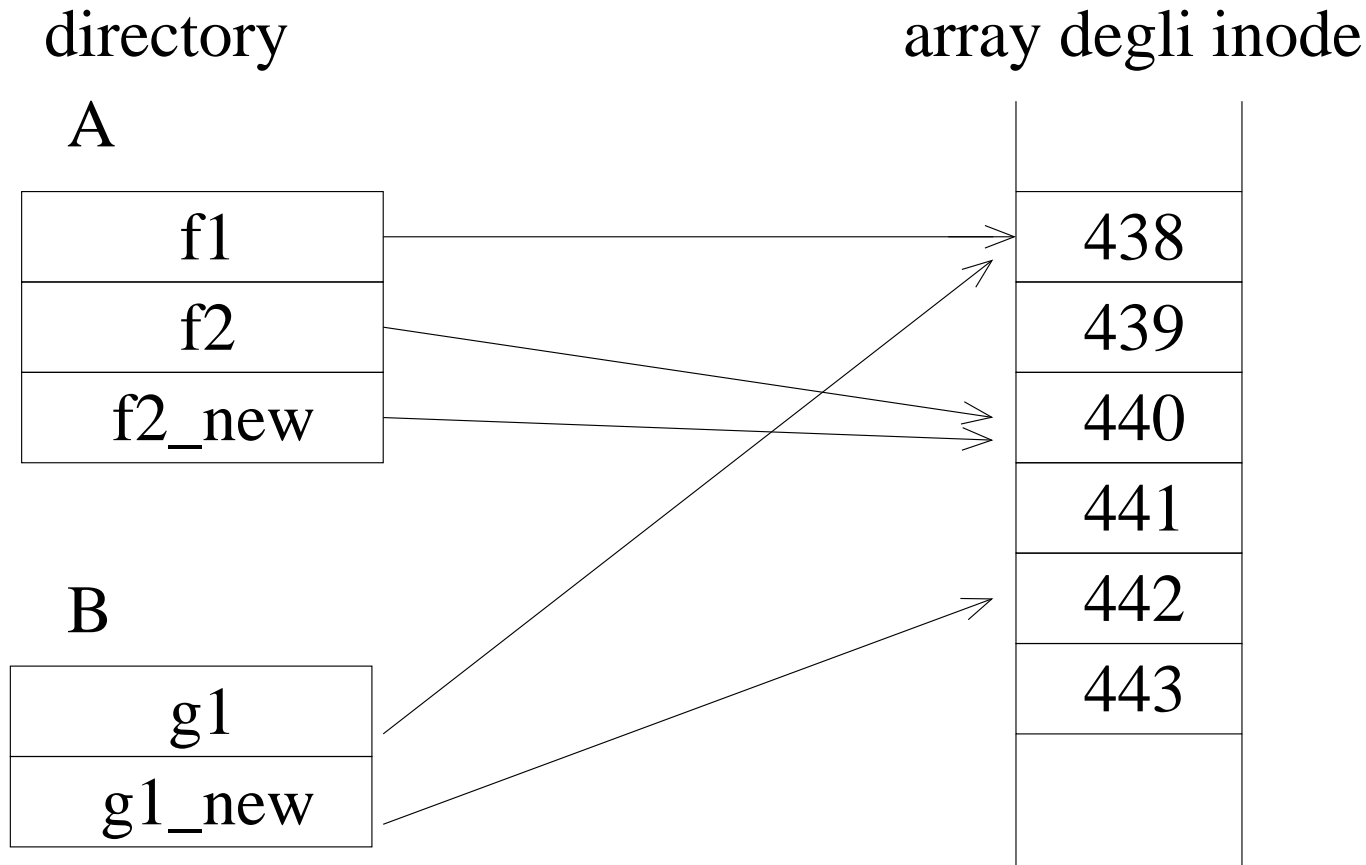 directory
array degli inode
A
f1
f2
f2_new
B
g1
g1_new
438
439
440
441
442
443